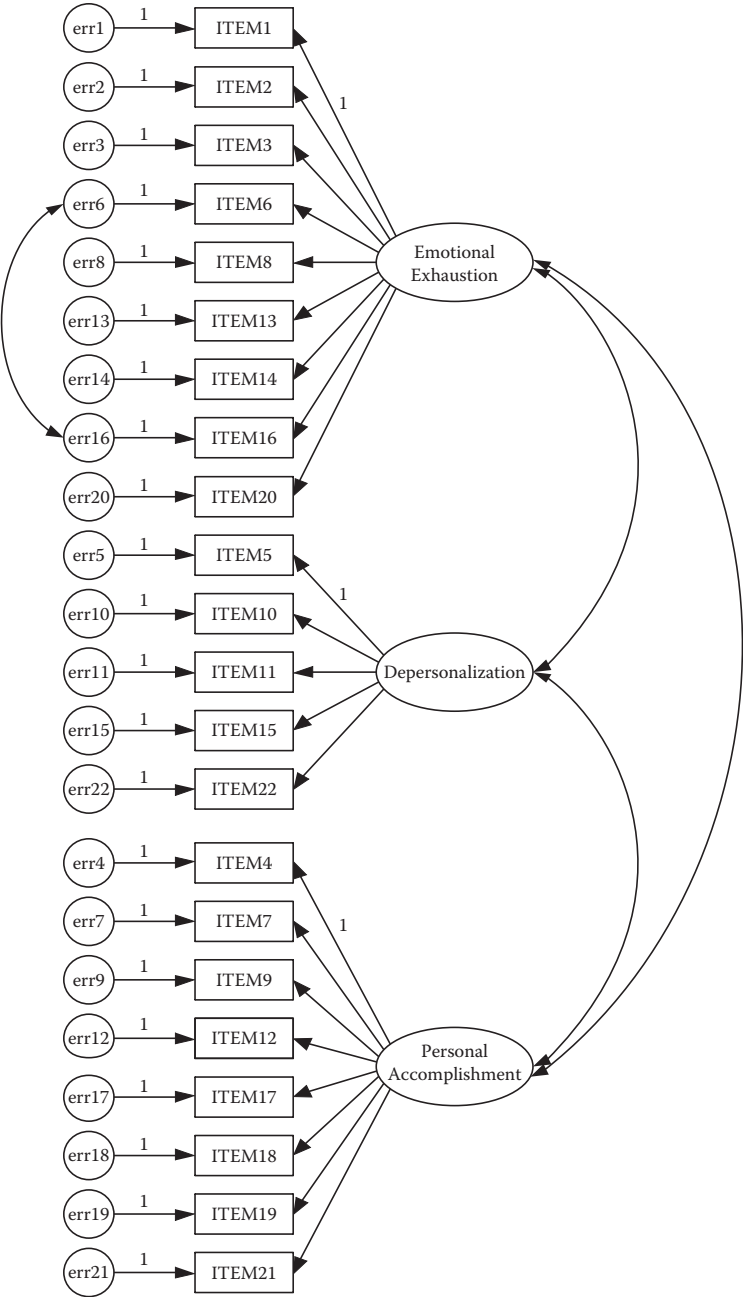 err1 1 ITEM1
err2 1 ITEM2
1
err3 1 ITEM3
err6 1 ITEM6
err8 1 ITEM8
Emotional
Exhaustion
err13 1 ITEM13
err14 1 ITEM14
err16 1 ITEM16
err20 1 ITEM20
err5 1 ITEM5
1
err10 1 ITEM10
err11 1 ITEM11
Depersonalization
err15 1 ITEM15
err22 1 ITEM22
err4 1 ITEM4
err7 1 ITEM7
1
err9 1 ITEM9
err12 1 ITEM12
Personal
Accomplishment
err17 1 ITEM17
err18 1 ITEM18
err19 1 ITEM19
err21 1 ITEM21